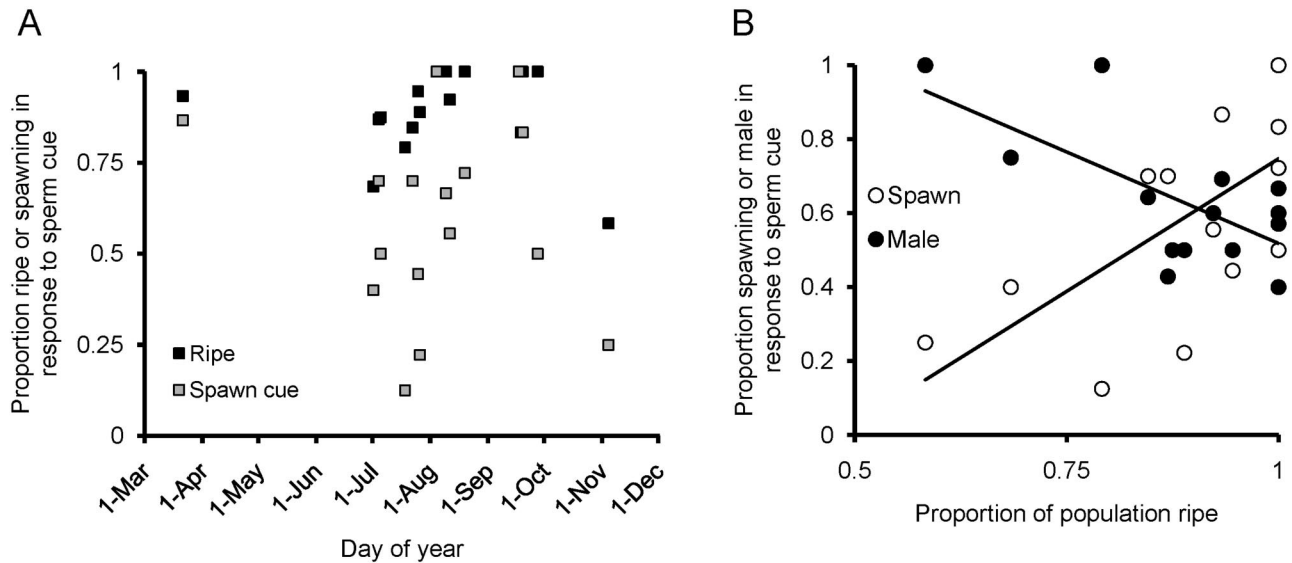 A
Proportion ripe or spawning in
response to sperm cue
1
0.75
0.5
0.25
0
Ripe
Spawn cue
1-Mar
1-Apr
1-May
1-Jun
1-Jul
1-Aug
1-Sep
1-Oct
1-Nov
1-Dec
Day of year
B
Proportion spawning or male in
response to sperm cue
1
0.8
0.6
0.4
0.2
0
Spawn
Male
0.5
0.75
1
Proportion of population ripe